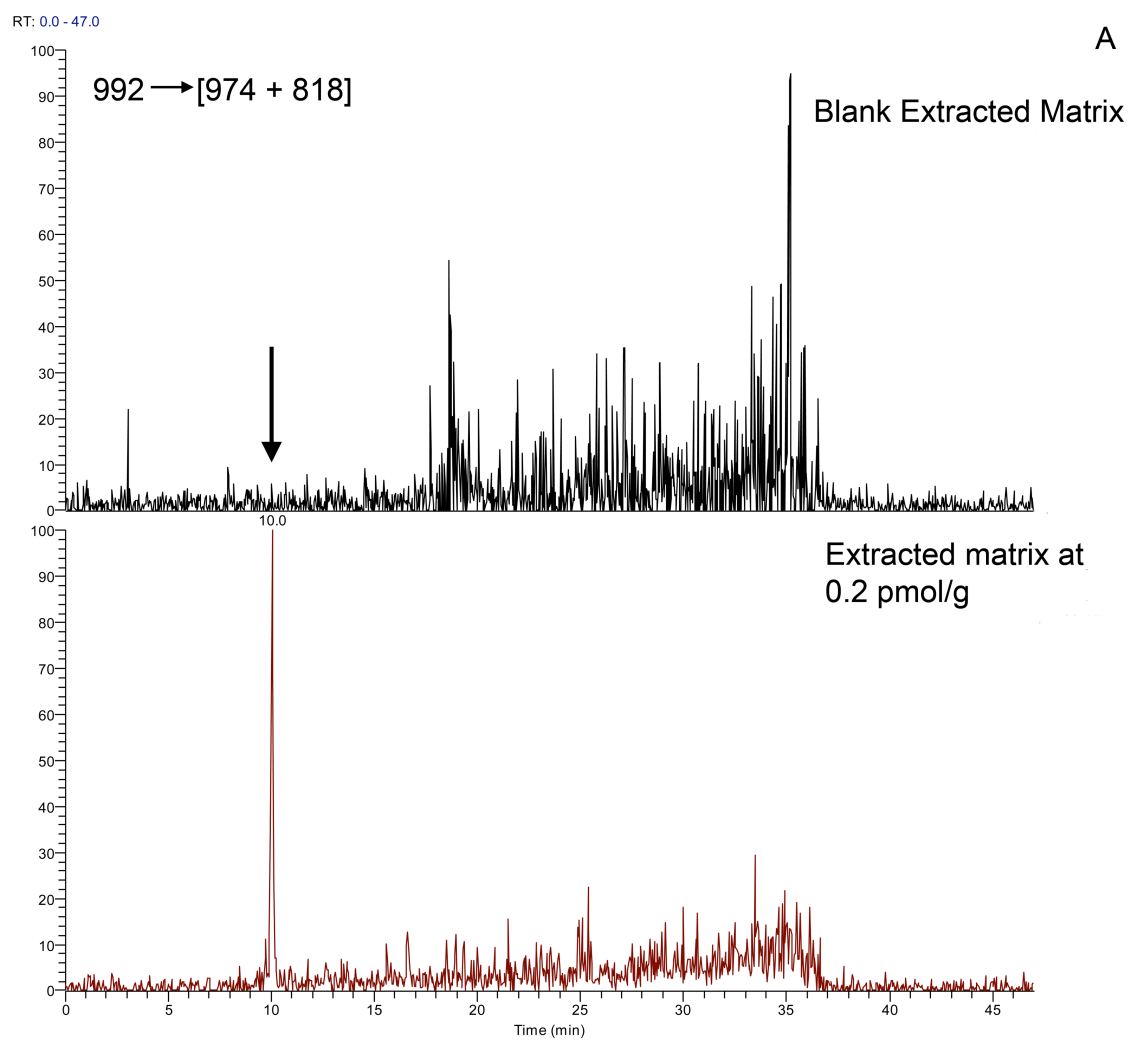 RT: 0.0 - 47.0
A
100
992 → [974 + 818]
90
Blank Extracted Matrix
80
70
60
50
40
30
20
10
0
10.0
100
Extracted matrix at
0.2 pmol/g
90
80
70
60
50
40
30
20
10
0
0 5 10 15 20 25 30 35 40 45
Time (min)